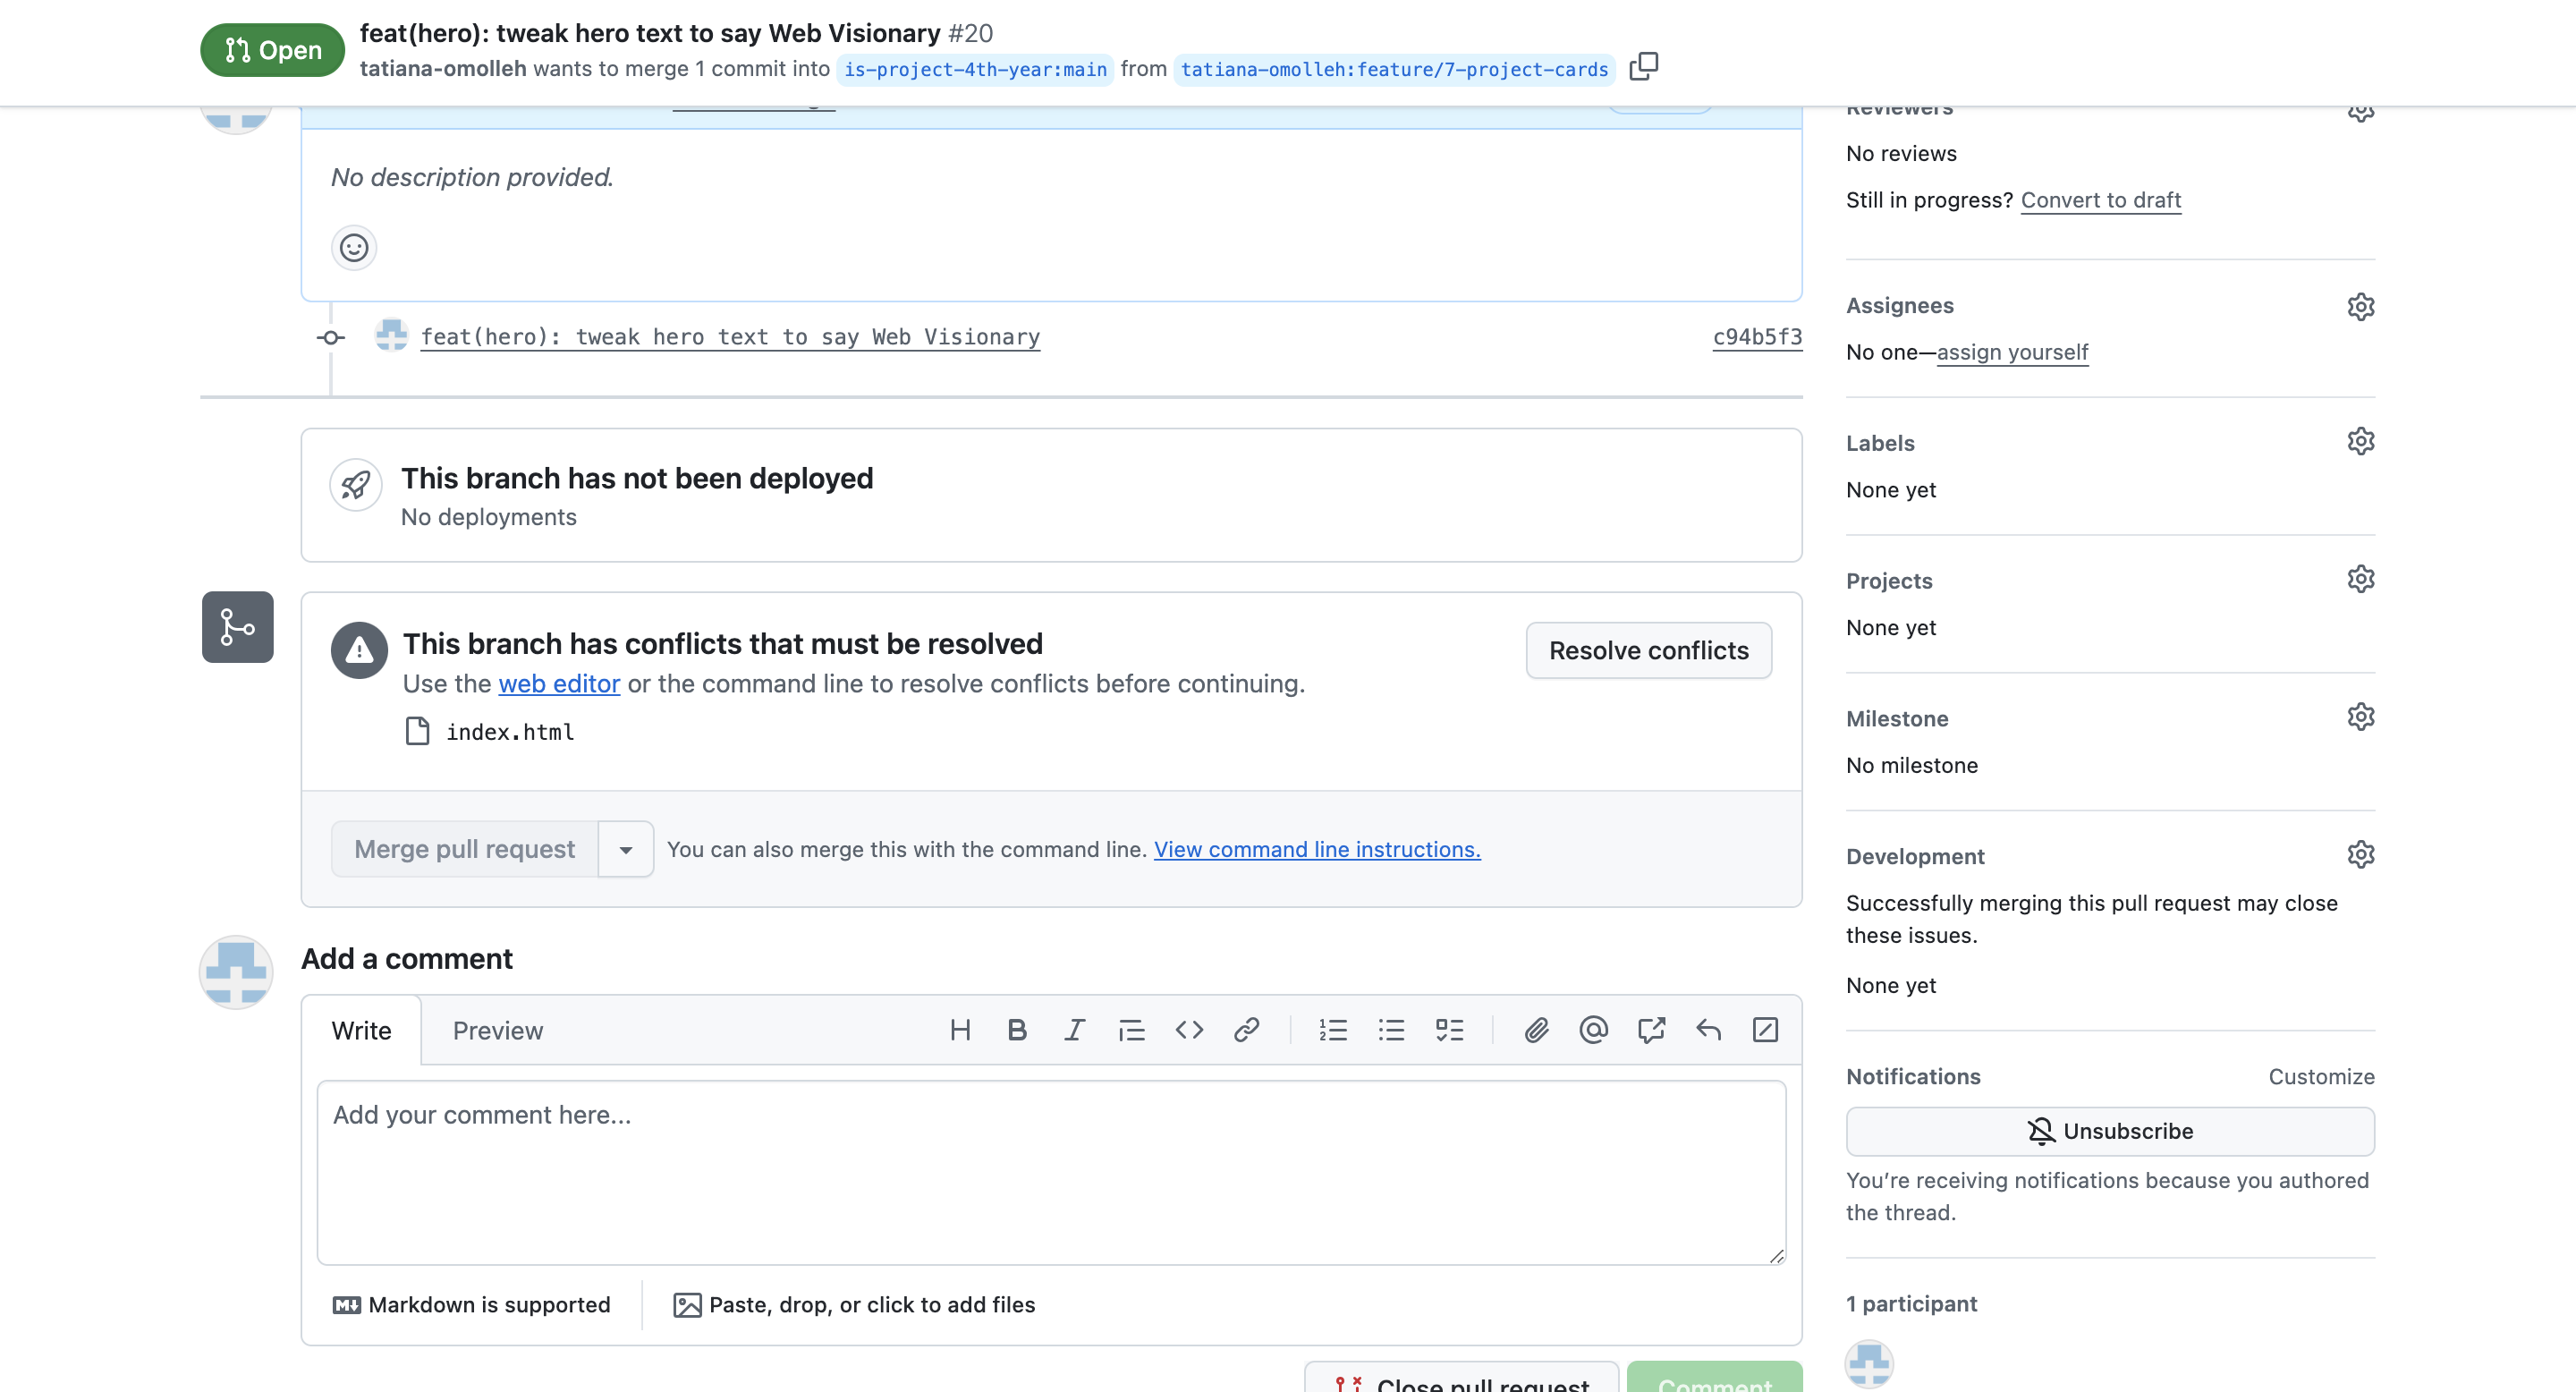 Open
feat(hero): tweak hero text to say Web Visionary #20
tatiana-omolleh wants to merge 1 commit into is-project-4th-year:main from tatiana-omolleh:feature/7-project-cards
No description provided.
feat(hero): tweak hero text to say Web Visionary c94b5f3
This branch has not been deployed
No deployments
This branch has conflicts that must be resolved
Use the web editor or the command line to resolve conflicts before continuing.
index.html
Resolve conflicts
Merge pull request
You can also merge this with the command line. View command line instructions.
Add a comment
Write
Preview
Add your comment here...
Markdown is supported
Paste, drop, or click to add files
Close pull request
Comment
Reviewers
No reviews
Still in progress? Convert to draft
Assignees
No one—assign yourself
Labels
None yet
Projects
None yet
Milestone
No milestone
Development
Successfully merging this pull request may close
these issues.
None yet
Notifications
Customize
Unsubscribe
You’re receiving notifications because you authored
the thread.
1 participant